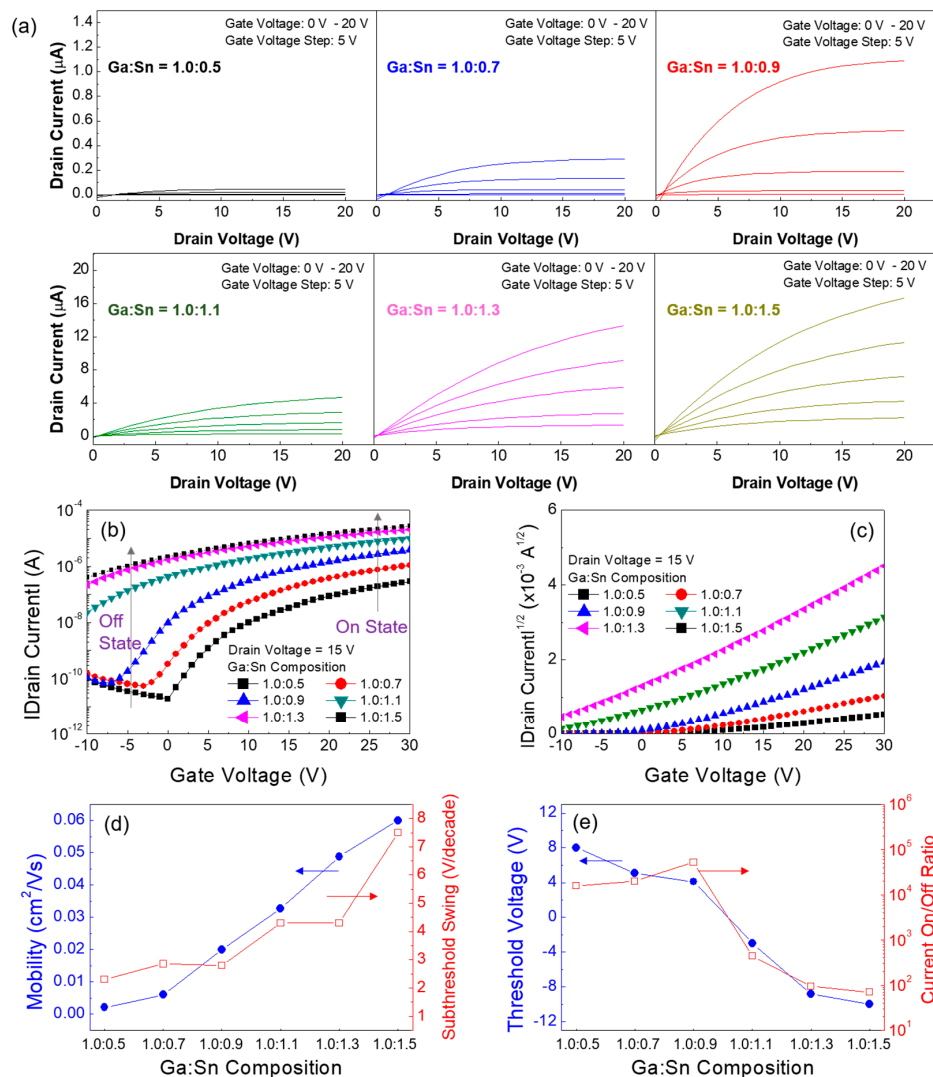 (a)
Gate Voltage: 0 V - 20 V
Gate Voltage Step: 5 V
Ga:Sn = 1.0:0.5
Gate Voltage: 0 V - 20 V
Gate Voltage Step: 5 V
Ga:Sn = 1.0:0.7
Gate Voltage: 0 V - 20 V
Gate Voltage Step: 5 V
Ga:Sn = 1.0:0.9
Drain Current (μA)
1.4
1.2
1.0
0.8
0.6
0.4
0.2
0.0
0 5 10 15 20
0 5 10 15 20
0 5 10 15 20
Drain Voltage (V)
Drain Voltage (V)
Drain Voltage (V)
Gate Voltage: 0 V - 20 V
Gate Voltage Step: 5 V
Ga:Sn = 1.0:1.1
Gate Voltage: 0 V - 20 V
Gate Voltage Step: 5 V
Ga:Sn = 1.0:1.3
Gate Voltage: 0 V - 20 V
Gate Voltage Step: 5 V
Ga:Sn = 1.0:1.5
Drain Current (μA)
20
16
12
8
4
0
0 5 10 15 20
0 5 10 15 20
0 5 10 15 20
Drain Voltage (V)
Drain Voltage (V)
Drain Voltage (V)
(b)
|Drain Current| (A)
10⁻⁴
10⁻⁶
10⁻⁸
10⁻¹⁰
10⁻¹²
Off
State
On State
Drain Voltage = 15 V
Ga:Sn Composition
1.0:0.5 1.0:0.7
1.0:0.9 1.0:1.1
1.0:1.3 1.0:1.5
-10 -5 0 5 10 15 20 25 30
Gate Voltage (V)
(c)
|Drain Current|¹/² (x10⁻³ A¹/²)
6
4
2
0
Drain Voltage = 15 V
Ga:Sn Composition
1.0:0.5 1.0:0.7
1.0:0.9 1.0:1.1
1.0:1.3 1.0:1.5
-10 -5 0 5 10 15 20 25 30
Gate Voltage (V)
(d)
Mobility (cm²/Vs)
0.06
0.05
0.04
0.03
0.02
0.01
0.00
Subthreshold Swing (V/decade)
8
7
6
5
4
3
2
1
1.0:0.5 1.0:0.7 1.0:0.9 1.0:1.1 1.0:1.3 1.0:1.5
Ga:Sn Composition
(e)
Threshold Voltage (V)
12
8
4
0
-4
-8
-12
Current On/Off Ratio
10⁶
10⁵
10⁴
10³
10²
10¹
1.0:0.5 1.0:0.7 1.0:0.9 1.0:1.1 1.0:1.3 1.0:1.5
Ga:Sn Composition